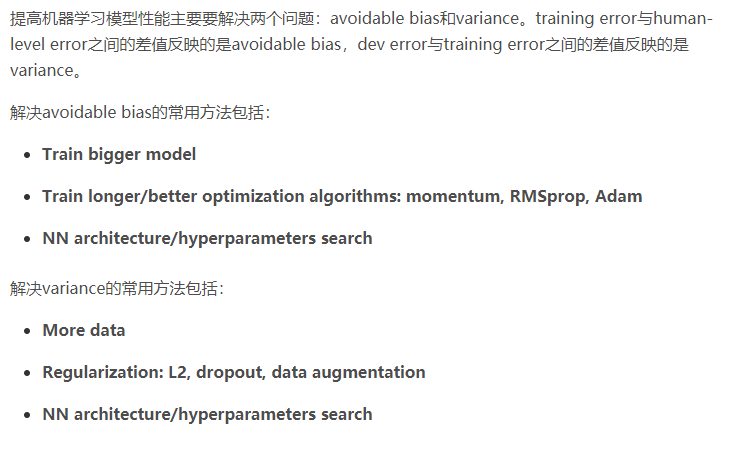 提高机器学习模型性能主要要解决两个问题：avoidable bias和variance。training error与human-
level error之间的差值反映的是avoidable bias，dev error与training error之间的差值反映的是
variance。
解决avoidable bias的常用方法包括：
• Train bigger model
• Train longer/better optimization algorithms: momentum, RMSprop, Adam
• NN architecture/hyperparameters search
解决variance的常用方法包括：
• More data
• Regularization: L2, dropout, data augmentation
• NN architecture/hyperparameters search